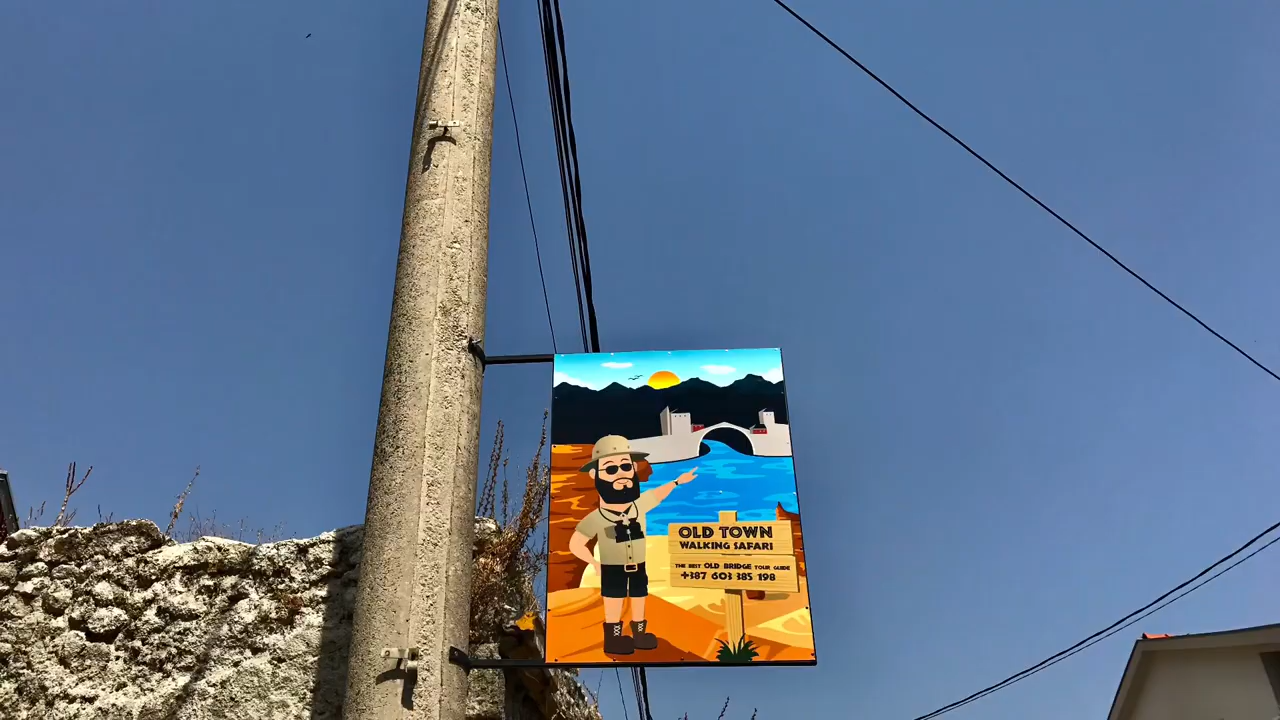 OLD TOWN
WALKING SAFARI
THE BEST OLD BRIDGE TOUR GUIDE
+387 603 385 198